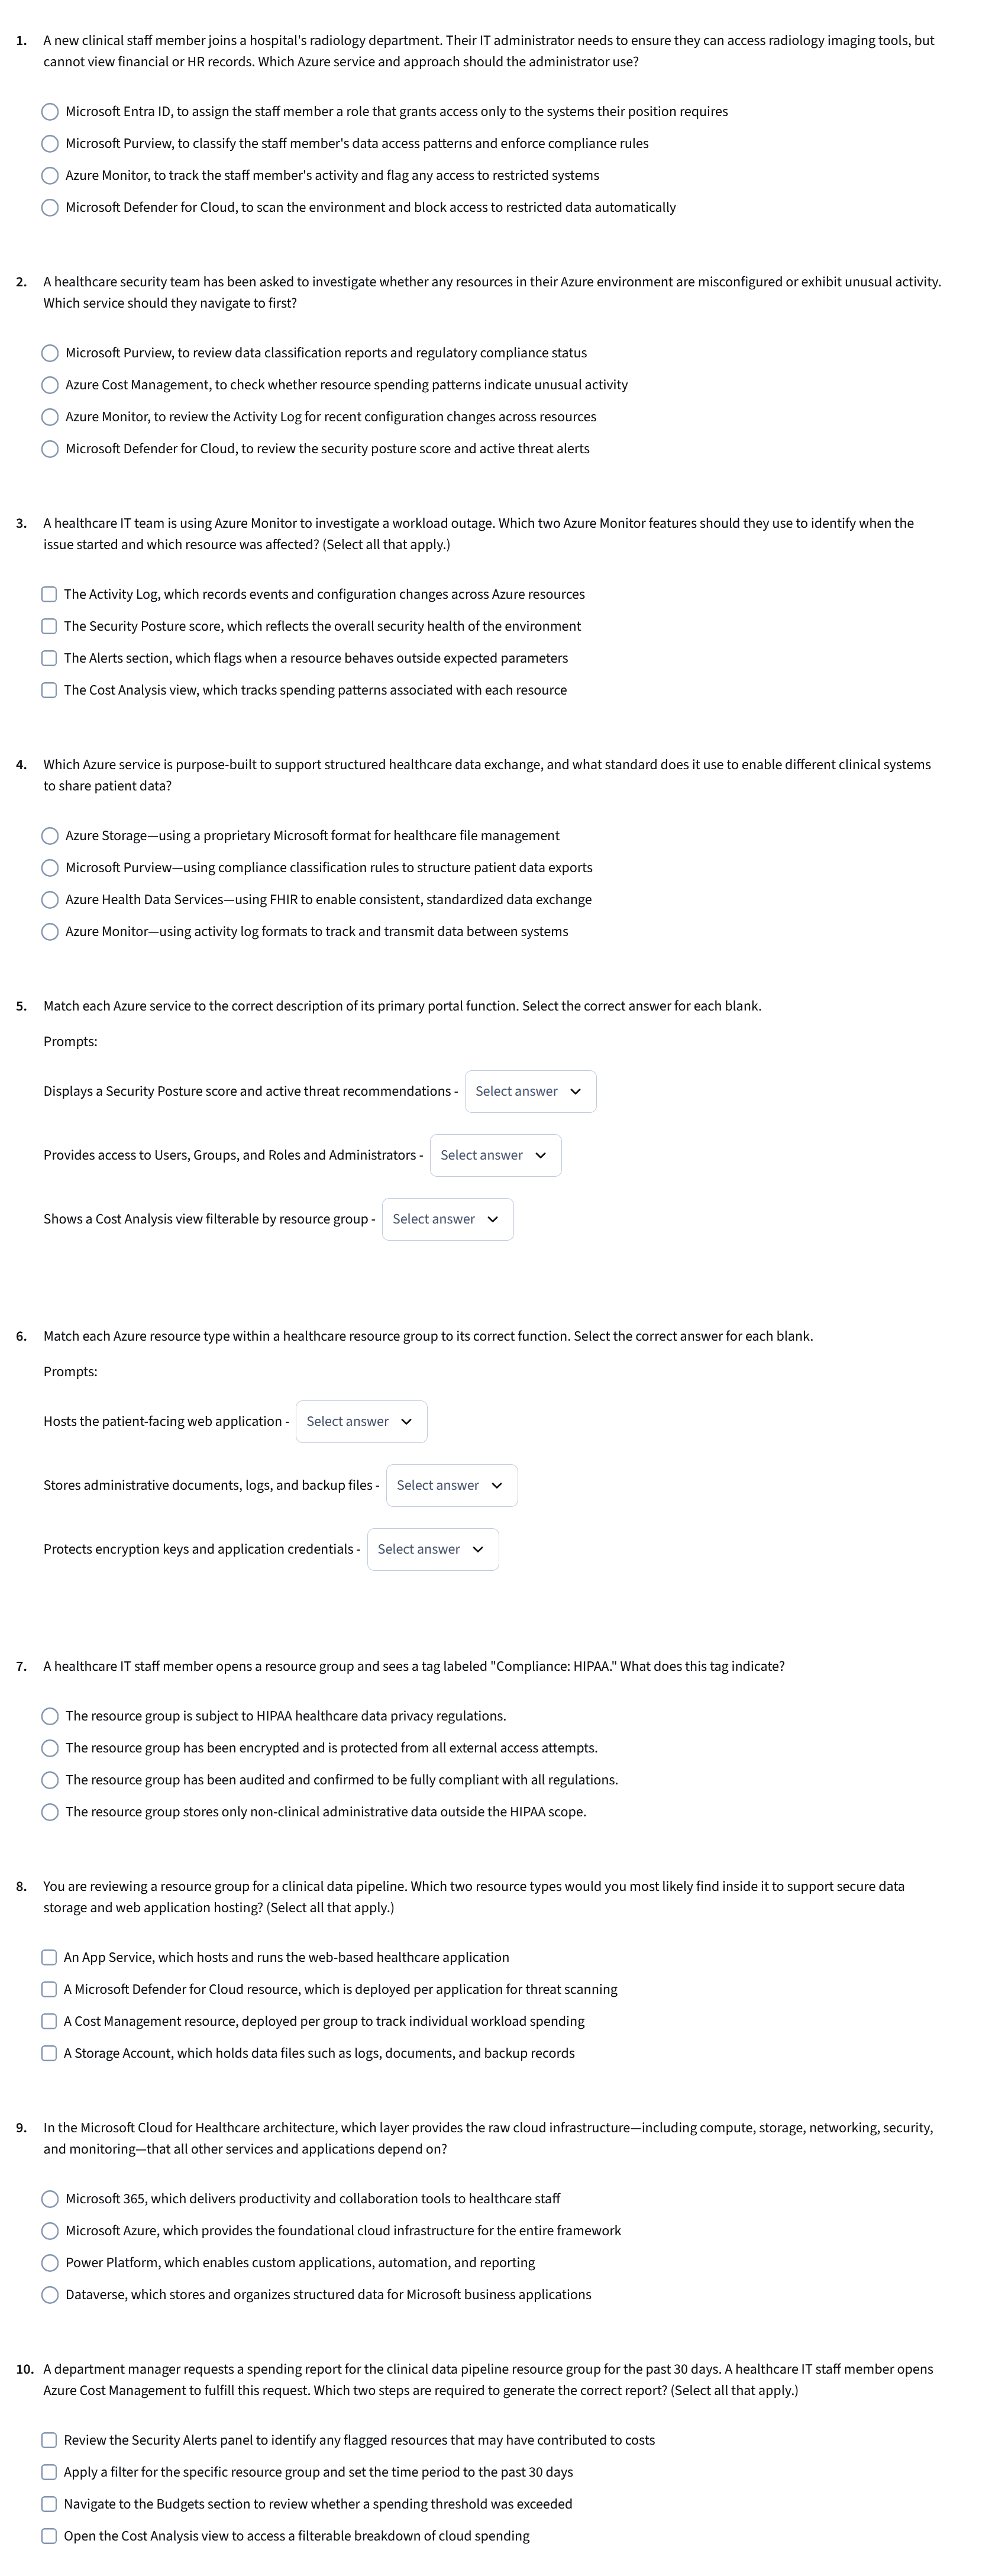 1. A new clinical staff member joins a hospital's radiology department. Their IT administrator needs to ensure they can access radiology imaging tools, but
cannot view financial or HR records. Which Azure service and approach should the administrator use?
Microsoft Entra ID, to assign the staff member a role that grants access only to the systems their position requires
Microsoft Purview, to classify the staff member's data access patterns and enforce compliance rules
Azure Monitor, to track the staff member's activity and flag any access to restricted systems
Microsoft Defender for Cloud, to scan the environment and block access to restricted data automatically
2. A healthcare security team has been asked to investigate whether any resources in their Azure environment are misconfigured or exhibit unusual activity.
Which service should they navigate to first?
Microsoft Purview, to review data classification reports and regulatory compliance status
Azure Cost Management, to check whether resource spending patterns indicate unusual activity
Azure Monitor, to review the Activity Log for recent configuration changes across resources
Microsoft Defender for Cloud, to review the security posture score and active threat alerts
3. A healthcare IT team is using Azure Monitor to investigate a workload outage. Which two Azure Monitor features should they use to identify when the
issue started and which resource was affected? (Select all that apply.)
The Activity Log, which records events and configuration changes across Azure resources
The Security Posture score, which reflects the overall security health of the environment
The Alerts section, which flags when a resource behaves outside expected parameters
The Cost Analysis view, which tracks spending patterns associated with each resource
4. Which Azure service is purpose-built to support structured healthcare data exchange, and what standard does it use to enable different clinical systems
to share patient data?
Azure Storage—using a proprietary Microsoft format for healthcare file management
Microsoft Purview—using compliance classification rules to structure patient data exports
Azure Health Data Services—using FHIR to enable consistent, standardized data exchange
Azure Monitor—using activity log formats to track and transmit data between systems
5. Match each Azure service to the correct description of its primary portal function. Select the correct answer for each blank.
Prompts:
Displays a Security Posture score and active threat recommendations - Select answer
Provides access to Users, Groups, and Roles and Administrators - Select answer
Shows a Cost Analysis view filterable by resource group - Select answer
6. Match each Azure resource type within a healthcare resource group to its correct function. Select the correct answer for each blank.
Prompts:
Hosts the patient-facing web application - Select answer
Stores administrative documents, logs, and backup files - Select answer
Protects encryption keys and application credentials - Select answer
7. A healthcare IT staff member opens a resource group and sees a tag labeled "Compliance: HIPAA." What does this tag indicate?
The resource group is subject to HIPAA healthcare data privacy regulations.
The resource group has been encrypted and is protected from all external access attempts.
The resource group has been audited and confirmed to be fully compliant with all regulations.
The resource group stores only non-clinical administrative data outside the HIPAA scope.
8. You are reviewing a resource group for a clinical data pipeline. Which two resource types would you most likely find inside it to support secure data
storage and web application hosting? (Select all that apply.)
An App Service, which hosts and runs the web-based healthcare application
A Microsoft Defender for Cloud resource, which is deployed per application for threat scanning
A Cost Management resource, deployed per group to track individual workload spending
A Storage Account, which holds data files such as logs, documents, and backup records
9. In the Microsoft Cloud for Healthcare architecture, which layer provides the raw cloud infrastructure—including compute, storage, networking, security,
and monitoring—that all other services and applications depend on?
Microsoft 365, which delivers productivity and collaboration tools to healthcare staff
Microsoft Azure, which provides the foundational cloud infrastructure for the entire framework
Power Platform, which enables custom applications, automation, and reporting
Dataverse, which stores and organizes structured data for Microsoft business applications
10. A department manager requests a spending report for the clinical data pipeline resource group for the past 30 days. A healthcare IT staff member opens
Azure Cost Management to fulfill this request. Which two steps are required to generate the correct report? (Select all that apply.)
Review the Security Alerts panel to identify any flagged resources that may have contributed to costs
Apply a filter for the specific resource group and set the time period to the past 30 days
Navigate to the Budgets section to review whether a spending threshold was exceeded
Open the Cost Analysis view to access a filterable breakdown of cloud spending